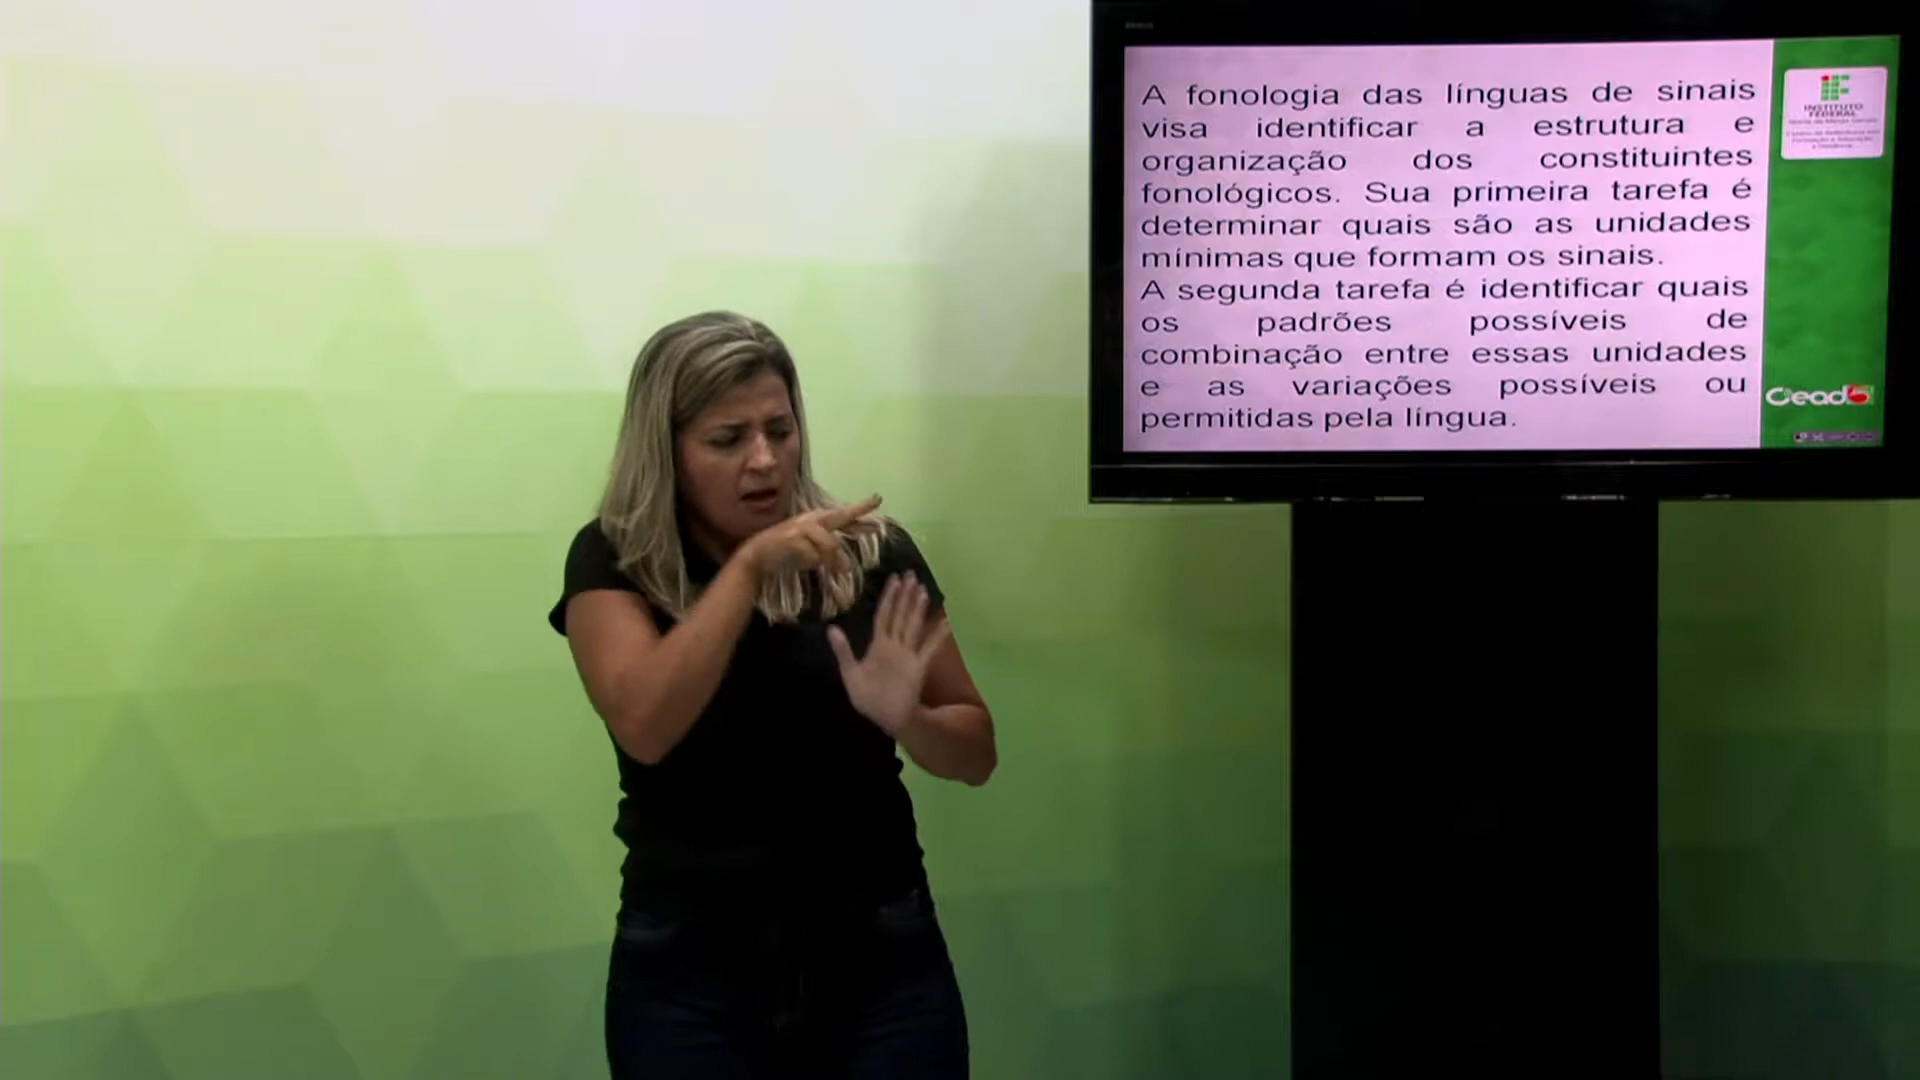 A fonologia das línguas de sinais
visa identificar a estrutura e
organização dos constituintes
fonológicos. Sua primeira tarefa é
determinar quais são as unidades
mínimas que formam os sinais.
A segunda tarefa é identificar quais
os padrões possíveis de
combinação entre essas unidades
e as variações possíveis ou
permitidas pela língua.
INSTITUTO
FEDERAL
Cead